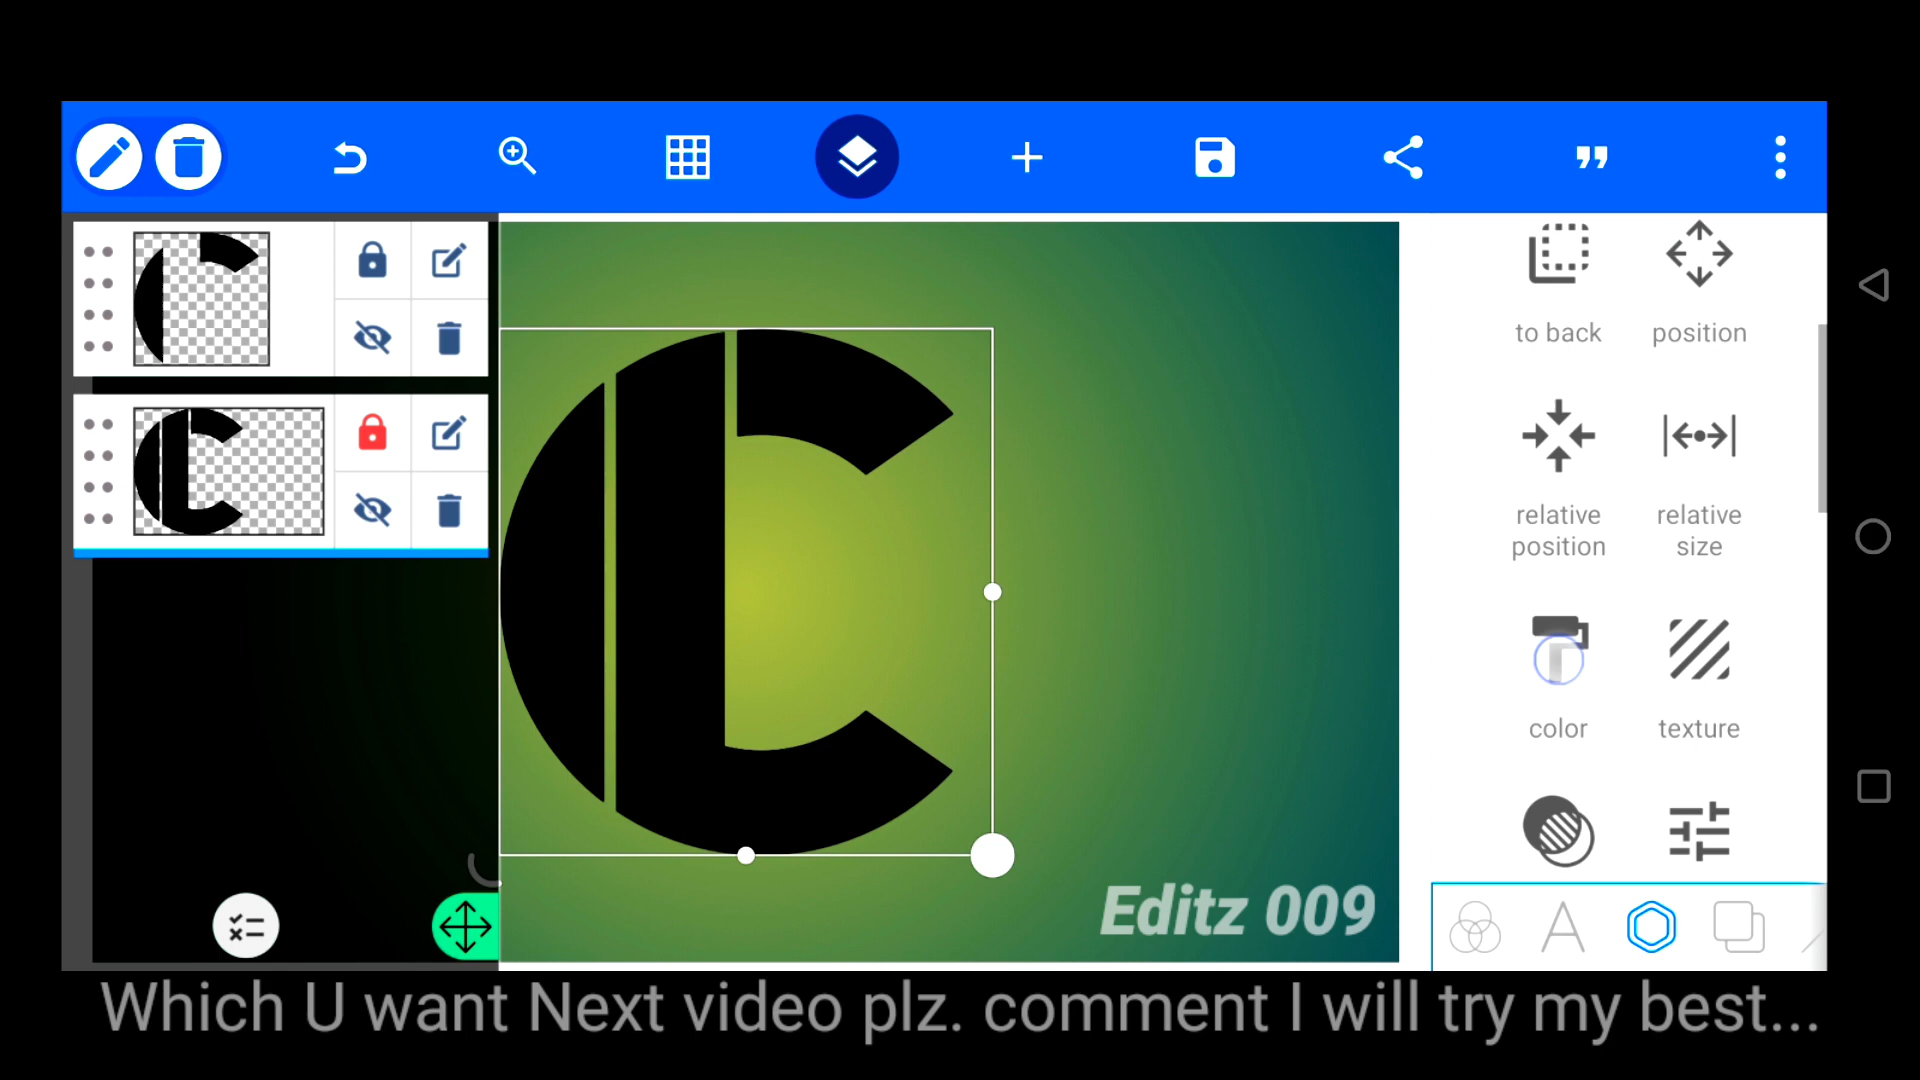 to back
position
relative
position
relative
size
color
texture
Editz 009
Which U want Next video plz. comment I will try my best...